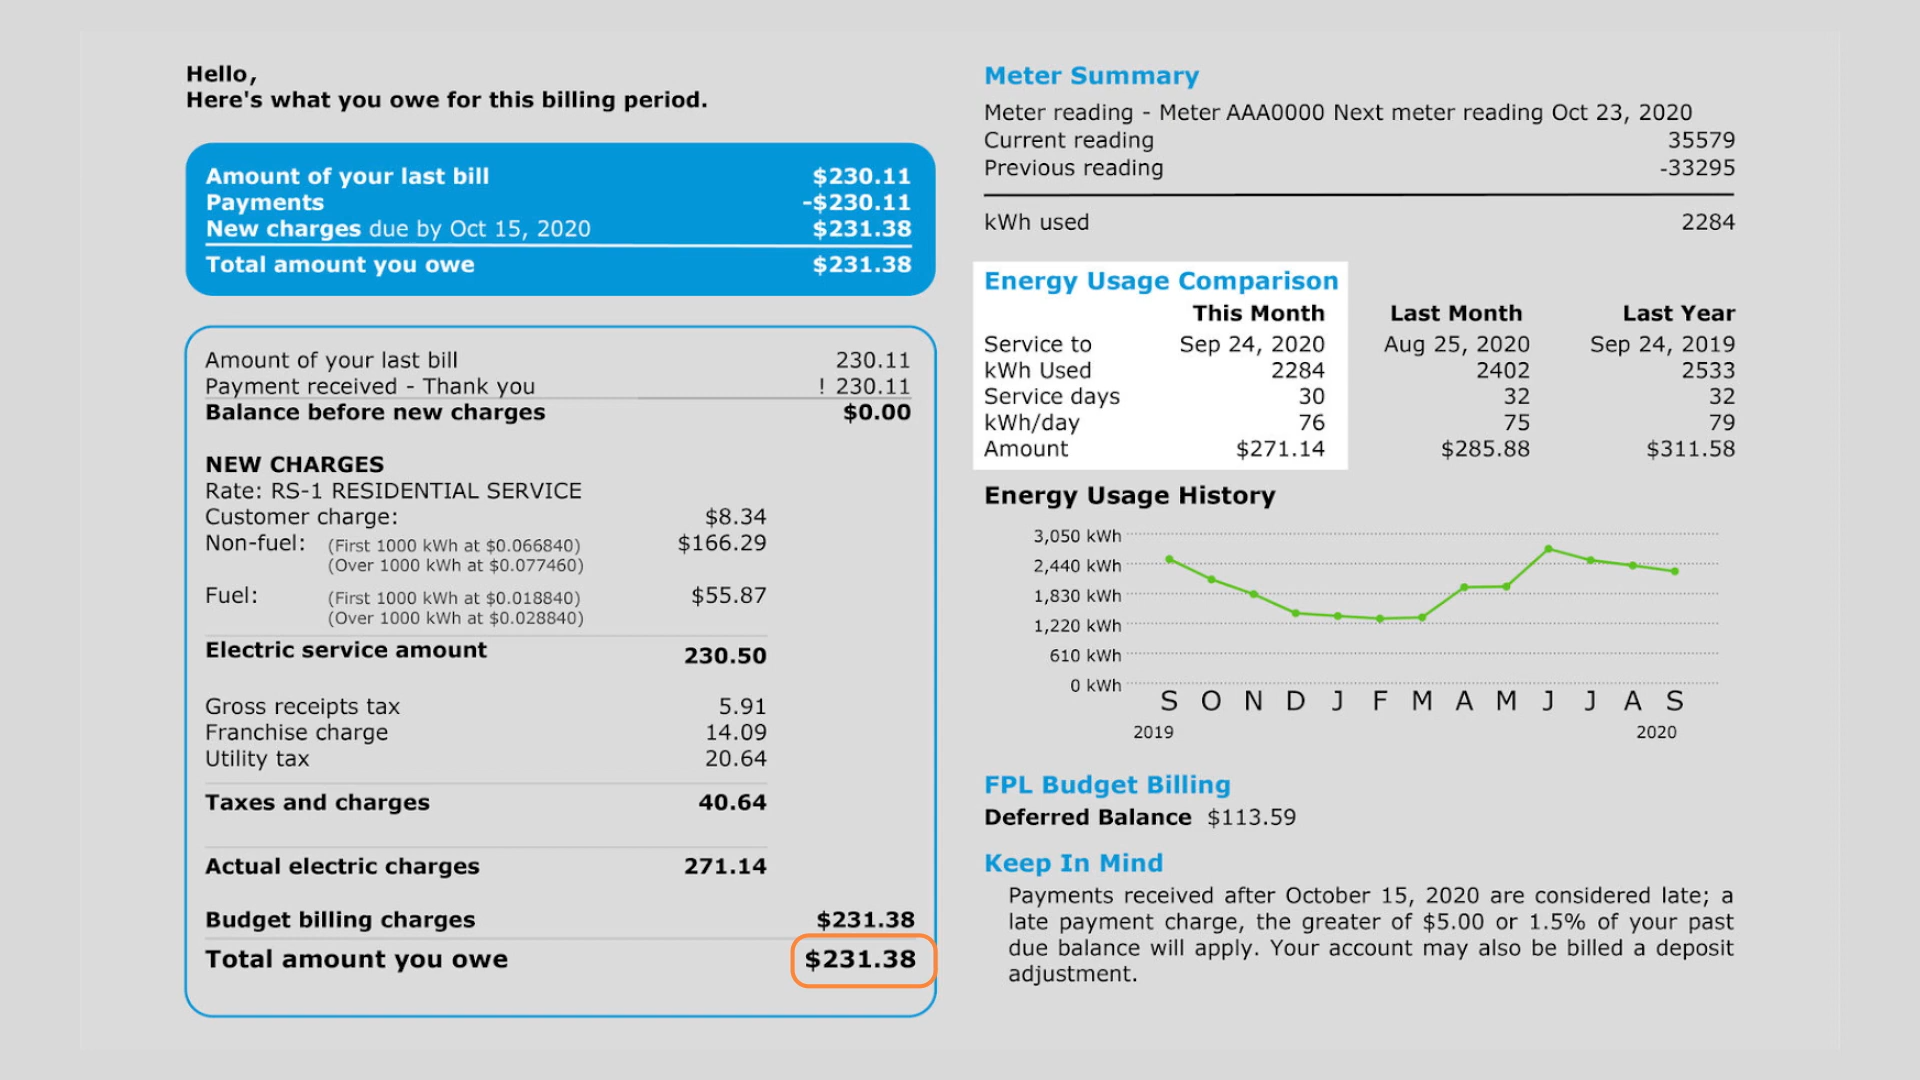 Hello,
Here's what you owe for this billing period.
Amount of your last bill $230.11
Payments -$230.11
New charges due by Oct 15, 2020 $231.38
Total amount you owe $231.38
Amount of your last bill 230.11
Payment received - Thank you ! 230.11
Balance before new charges $0.00
NEW CHARGES
Rate: RS-1 RESIDENTIAL SERVICE
Customer charge: $8.34
Non-fuel: (First 1000 kWh at $0.066840) $166.29
(Over 1000 kWh at $0.077460)
Fuel: (First 1000 kWh at $0.018840) $55.87
(Over 1000 kWh at $0.028840)
Electric service amount 230.50
Gross receipts tax 5.91
Franchise charge 14.09
Utility tax 20.64
Taxes and charges 40.64
Actual electric charges 271.14
Budget billing charges $231.38
Total amount you owe $231.38
Meter Summary
Meter reading - Meter AAA0000 Next meter reading Oct 23, 2020
Current reading 35579
Previous reading -33295
kWh used 2284
Energy Usage Comparison
This Month Last Month Last Year
Service to Sep 24, 2020 Aug 25, 2020 Sep 24, 2019
kWh Used 2284 2402 2533
Service days 30 32 32
kWh/day 76 75 79
Amount $271.14 $285.88 $311.58
Energy Usage History
3,050 kWh
2,440 kWh
1,830 kWh
1,220 kWh
610 kWh
0 kWh
S O N D J F M A M J J A S
2019 2020
FPL Budget Billing
Deferred Balance $113.59
Keep In Mind
Payments received after October 15, 2020 are considered late; a
late payment charge, the greater of $5.00 or 1.5% of your past
due balance will apply. Your account may also be billed a deposit
adjustment.